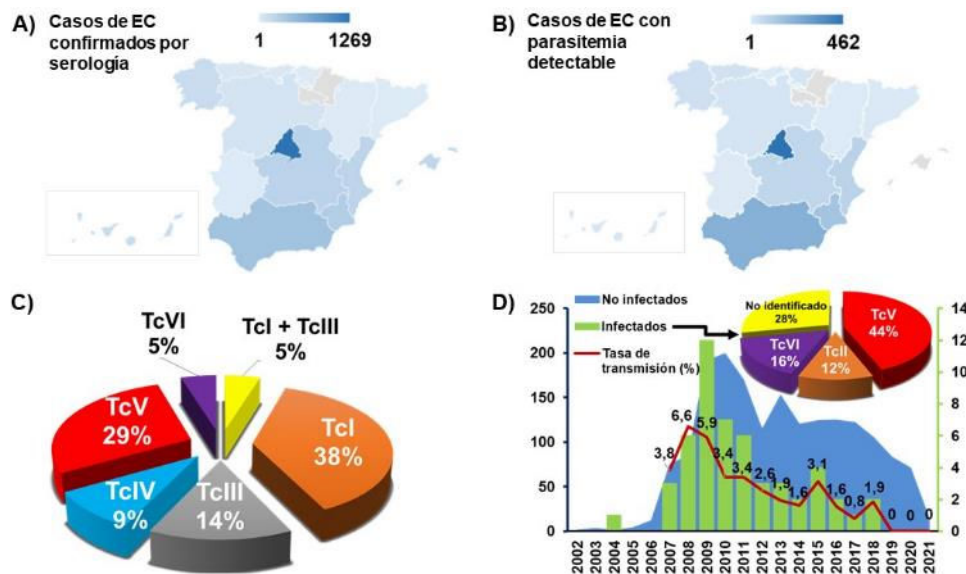 A)
Casos de EC
confirmados por
serología
1 1269
B)
Casos de EC con
parasitemia
detectable
1 462
C)
TcVI
5%
TcI + TcIII
5%
TcV
29%
TcI
38%
TcIV
9%
TcIII
14%
D)
No infectados
Infectados
Tasa de
transmisión (%)
No identificado
28%
TcV
44%
TcVI
16%
TcII
12%
250
200
150
100
50
0
14
12
10
8
6
4
2
0
3,8
6,6
5,9
3,4
3,4
2,6
1,9
1,6
3,1
1,6
0,8
1,9
0
0
0
2002 2003 2004 2005 2006 2007 2008 2009 2010 2011 2012 2013 2014 2015 2016 2017 2018 2019 2020 2021